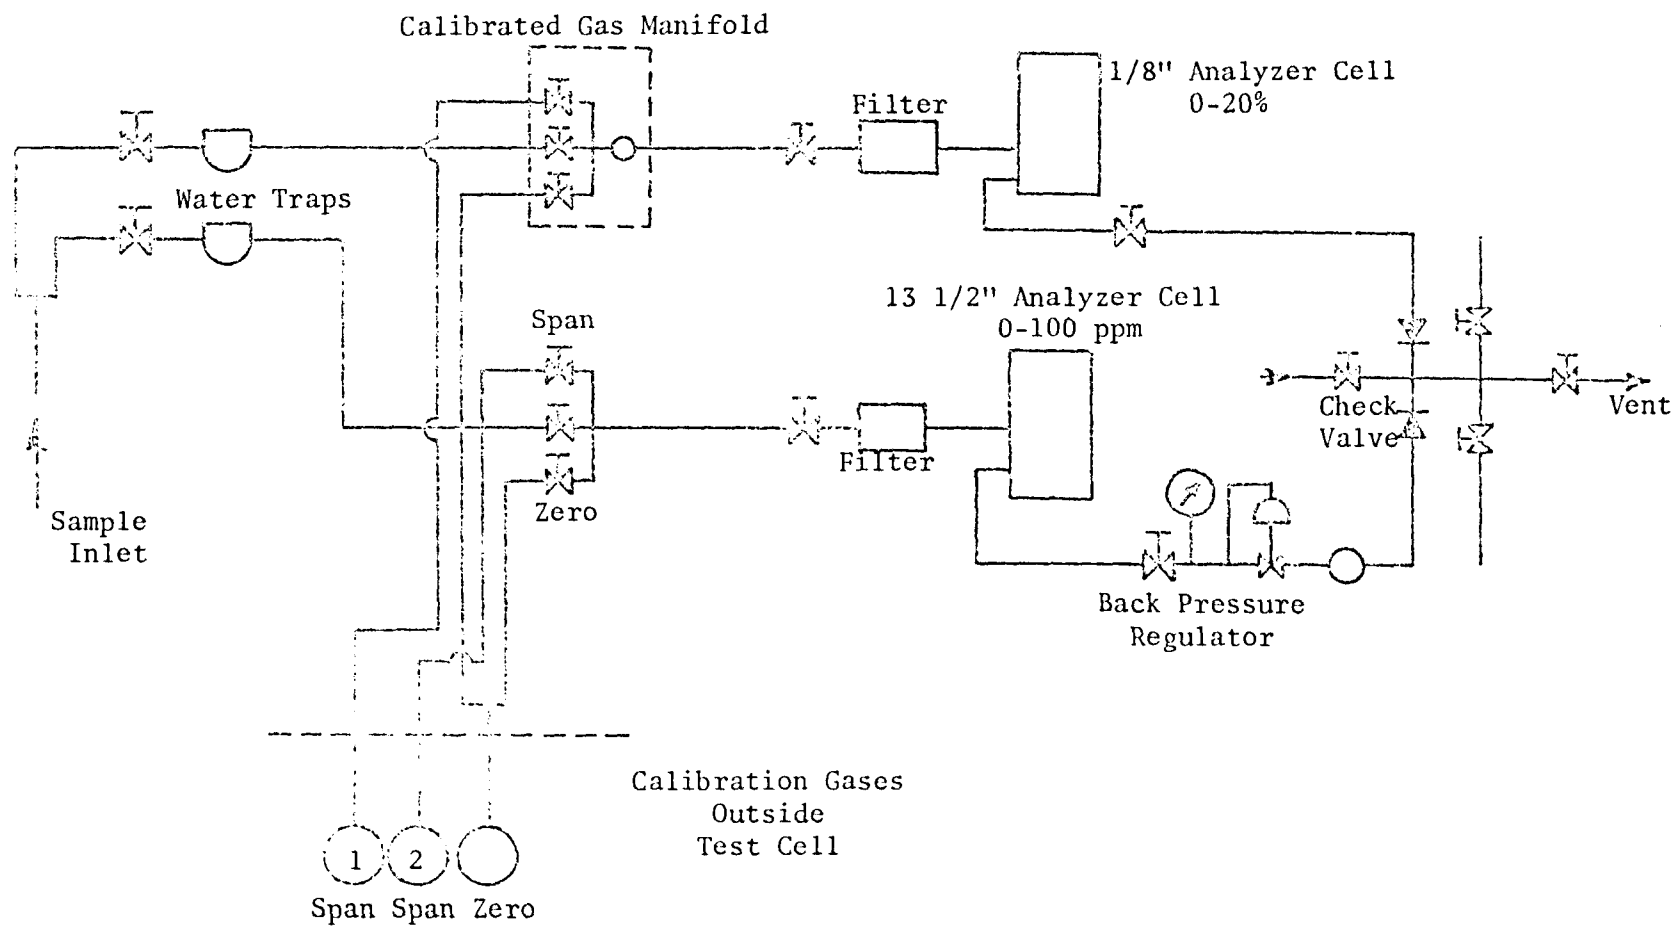 Calibrated Gas Manifold
1/8" Analyzer Cell
0-20%
Filter
Water Traps
13 1/2" Analyzer Cell
0-100 ppm
Span
Check
Valve
Vent
Filter
Zero
Sample
Inlet
Back Pressure
Regulator
Calibration Gases
Outside
Test Cell
1
2
Span Span Zero